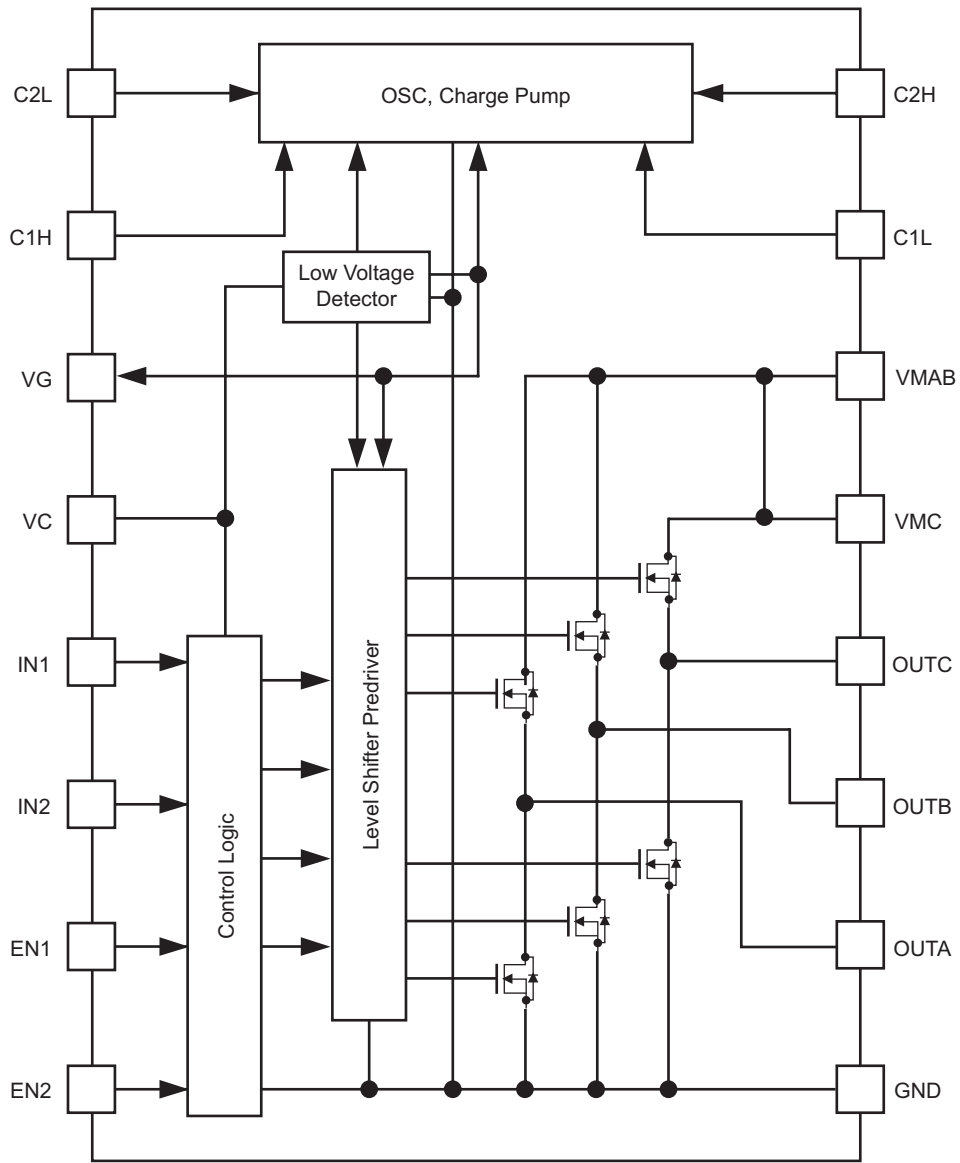 C2L
OSC, Charge Pump
C2H
C1H
C1L
Low Voltage
Detector
VG
VMAB
VC
VMC
IN1
OUTC
Level Shifter Predriver
IN2
OUTB
Control Logic
EN1
OUTA
EN2
GND